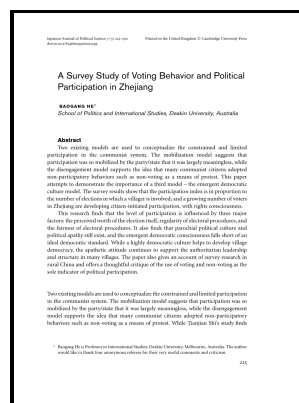 Japanese Journal of Political Science
Printed in the United Kingdom © Cambridge University Press
A Survey Study of Voting Behavior and Political
Participation in Zhejiang
BAOGANG HE*
School of Politics and International Studies, Deakin University, Australia
Abstract
Two existing models are used to conceptualize the constrained and limited
participation in the communist system. The mobilization model suggests that
participation was so mobilized by the party/state that it was largely meaningless, while
the disengagement model supports the idea that many communist citizens adopted
non-participatory behaviors such as non-voting as a means of protest. This paper
attempts to demonstrate the importance of a third model – the emergent democratic
culture model. The survey results show that the participation index is in proportion to
the number of elections in which a villager is involved; and a growing number of voters
in Zhejiang are developing citizen-initiated participation, with rights consciousness.
This research finds that the level of participation is influenced by three major
factors: the perceived worth of the election itself, regularity of electoral procedures, and
the fairness of electoral procedures. It also finds that parochial political culture and
political apathy still exist, and the emergent democratic consciousness falls short of an
ideal democratic standard. While a highly democratic culture helps to develop village
democracy, the apathetic attitude continues to support the authoritarian leadership
and structure in many villages. The paper also gives an account of survey research in
rural China and offers a thoughtful critique of the use of voting and non-voting as the
sole indicator of political participation.
Two existing models are used to conceptualize the constrained and limited participation
in the communist system. The mobilization model suggests that participation was so
mobilized by the party/state that it was largely meaningless, while the disengagement
model supports the idea that many communist citizens adopted non-participatory
behaviors such as non-voting as a means of protest. While Tianjian Shi's study finds
* Baogang He is Professor in International Studies, Deakin University, Melbourne, Australia. The author
would like to thank four anonymous referees for their very useful comments and criticism.
225